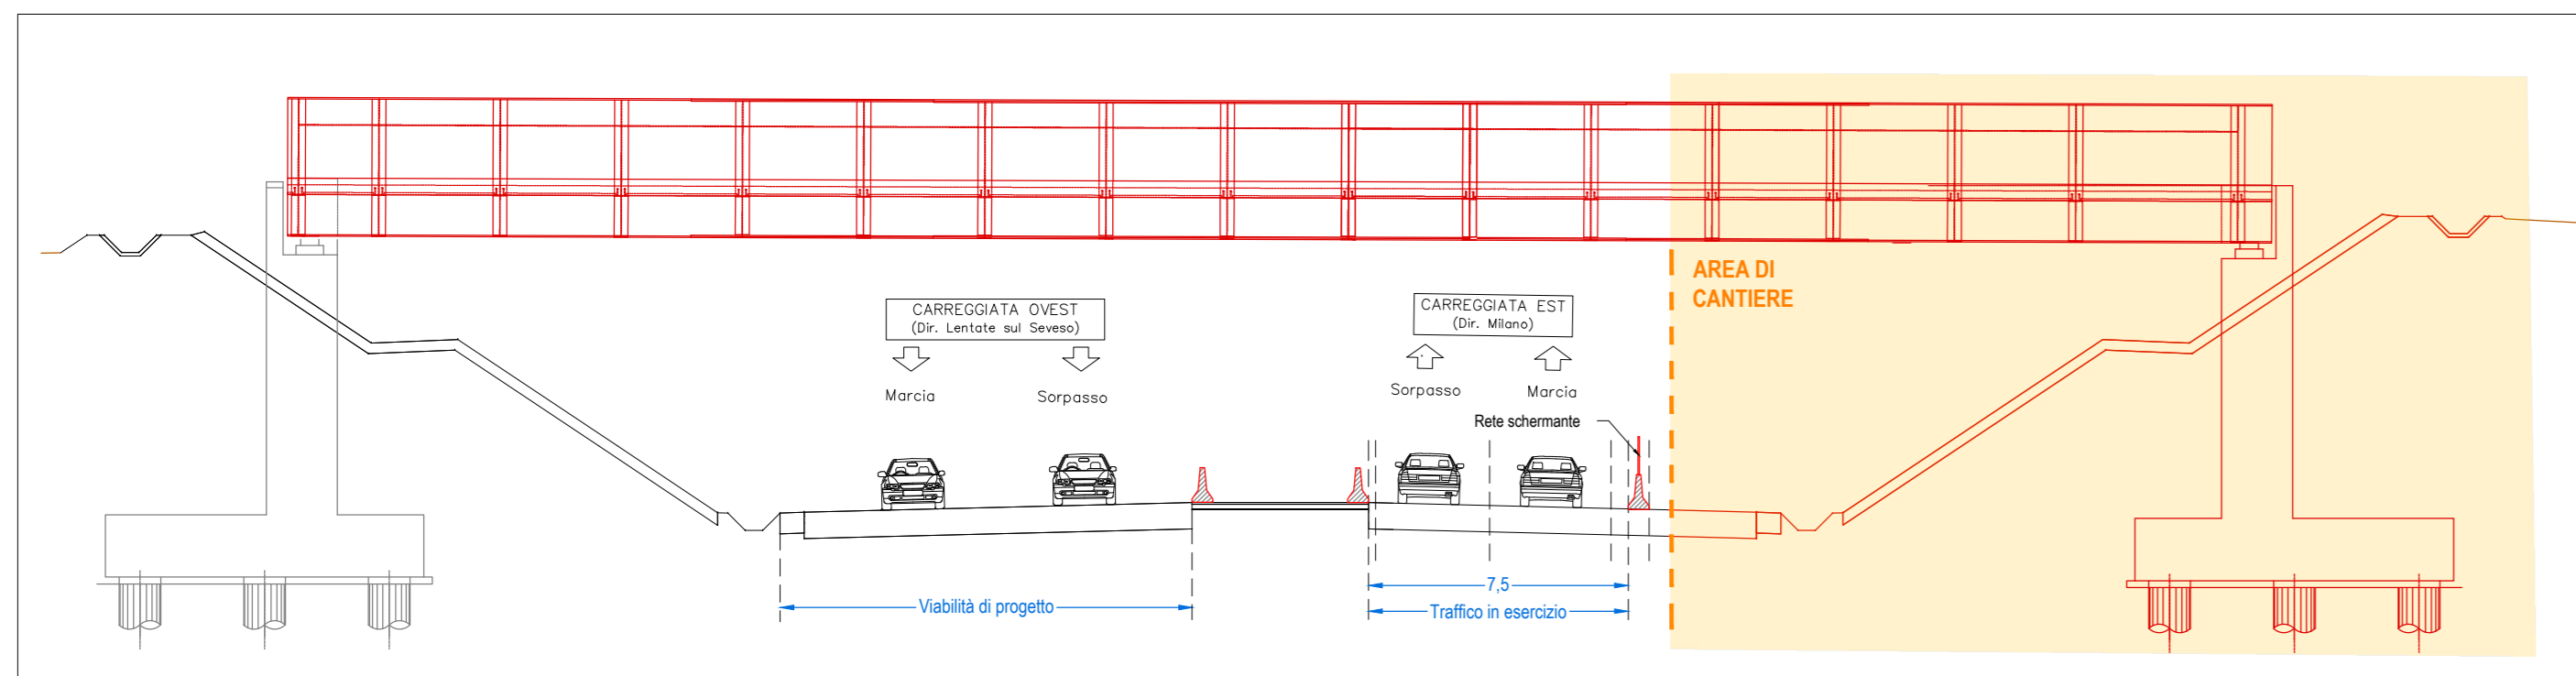 AREA DI
CANTIERE
CARREGGIATA OVEST
(Dir. Lentate sul Seveso)
CARREGGIATA EST
(Dir. Milano)
Marcia
Sorpasso
Sorpasso
Marcia
Rete schermante
7,5
Viabilità di progetto
Traffico in esercizio